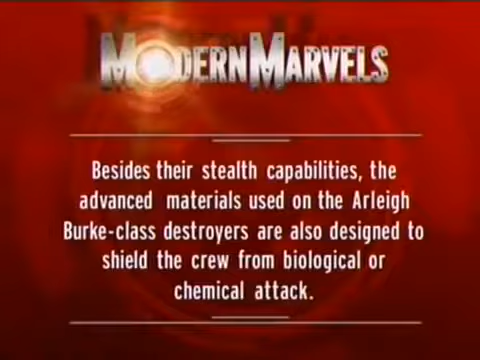 MODERN MARVELS
Besides their stealth capabilities, the
advanced materials used on the Arleigh
Burke-class destroyers are also designed to
shield the crew from biological or
chemical attack.